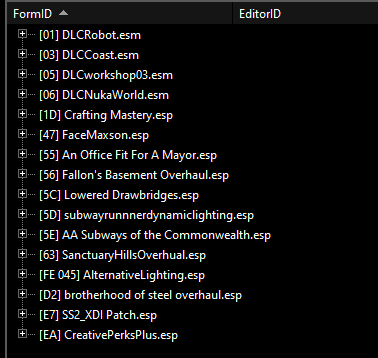 FormID EditorID
[01] DLCRobot.esm
[03] DLCCoast.esm
[05] DLCworkshop03.esm
[06] DLCNukaWorld.esm
[1D] Crafting Mastery.esp
[47] FaceMaxson.esp
[55] An Office Fit For A Mayor.esp
[56] Fallon's Basement Overhaul.esp
[5C] Lowered Drawbridges.esp
[5D] subwayrunnnerdynamiclighting.esp
[5E] AA Subways of the Commonwealth.esp
[63] SanctuaryHillsOverhual.esp
[FE 045] AlternativeLighting.esp
[D2] brotherhood of steel overhaul.esp
[E7] SS2_XDI Patch.esp
[EA] CreativePerksPlus.esp